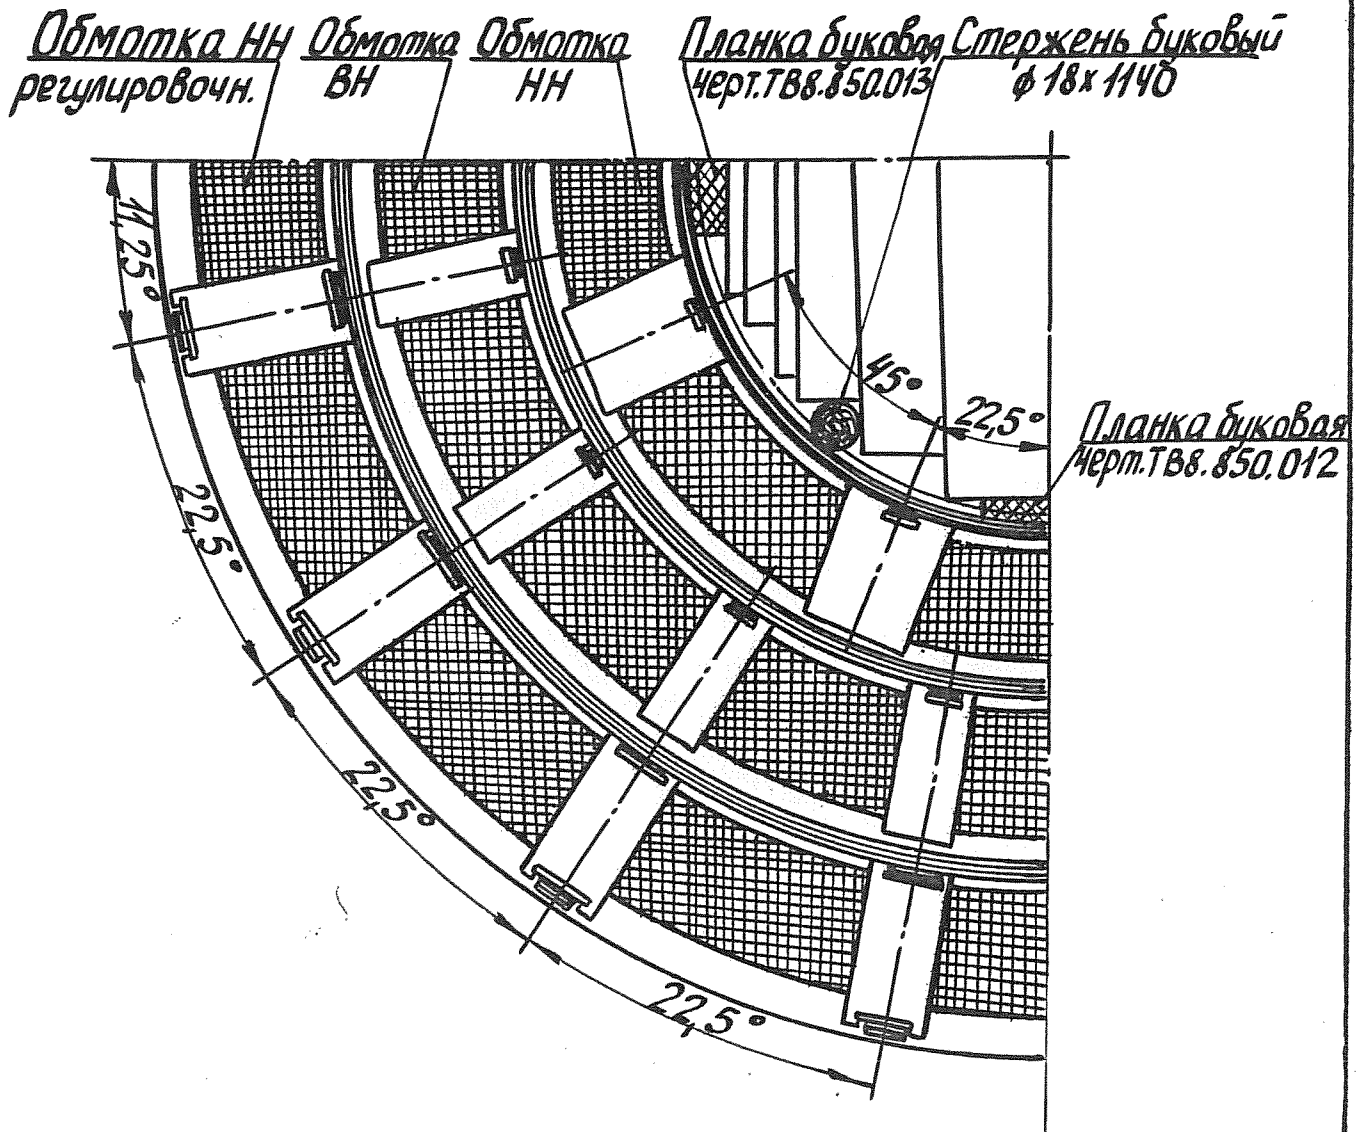 Обмотка НН
регулировочн.
Обмотка
ВН
Обмотка
НН
Планка буковая
черт.ТВ8.850.013
Стержень буковый
ф 18х1140
11,25°
45°
22,5°
Планка буковая
черт.ТВ8.850.012
22,5°
22,5°
22,5°